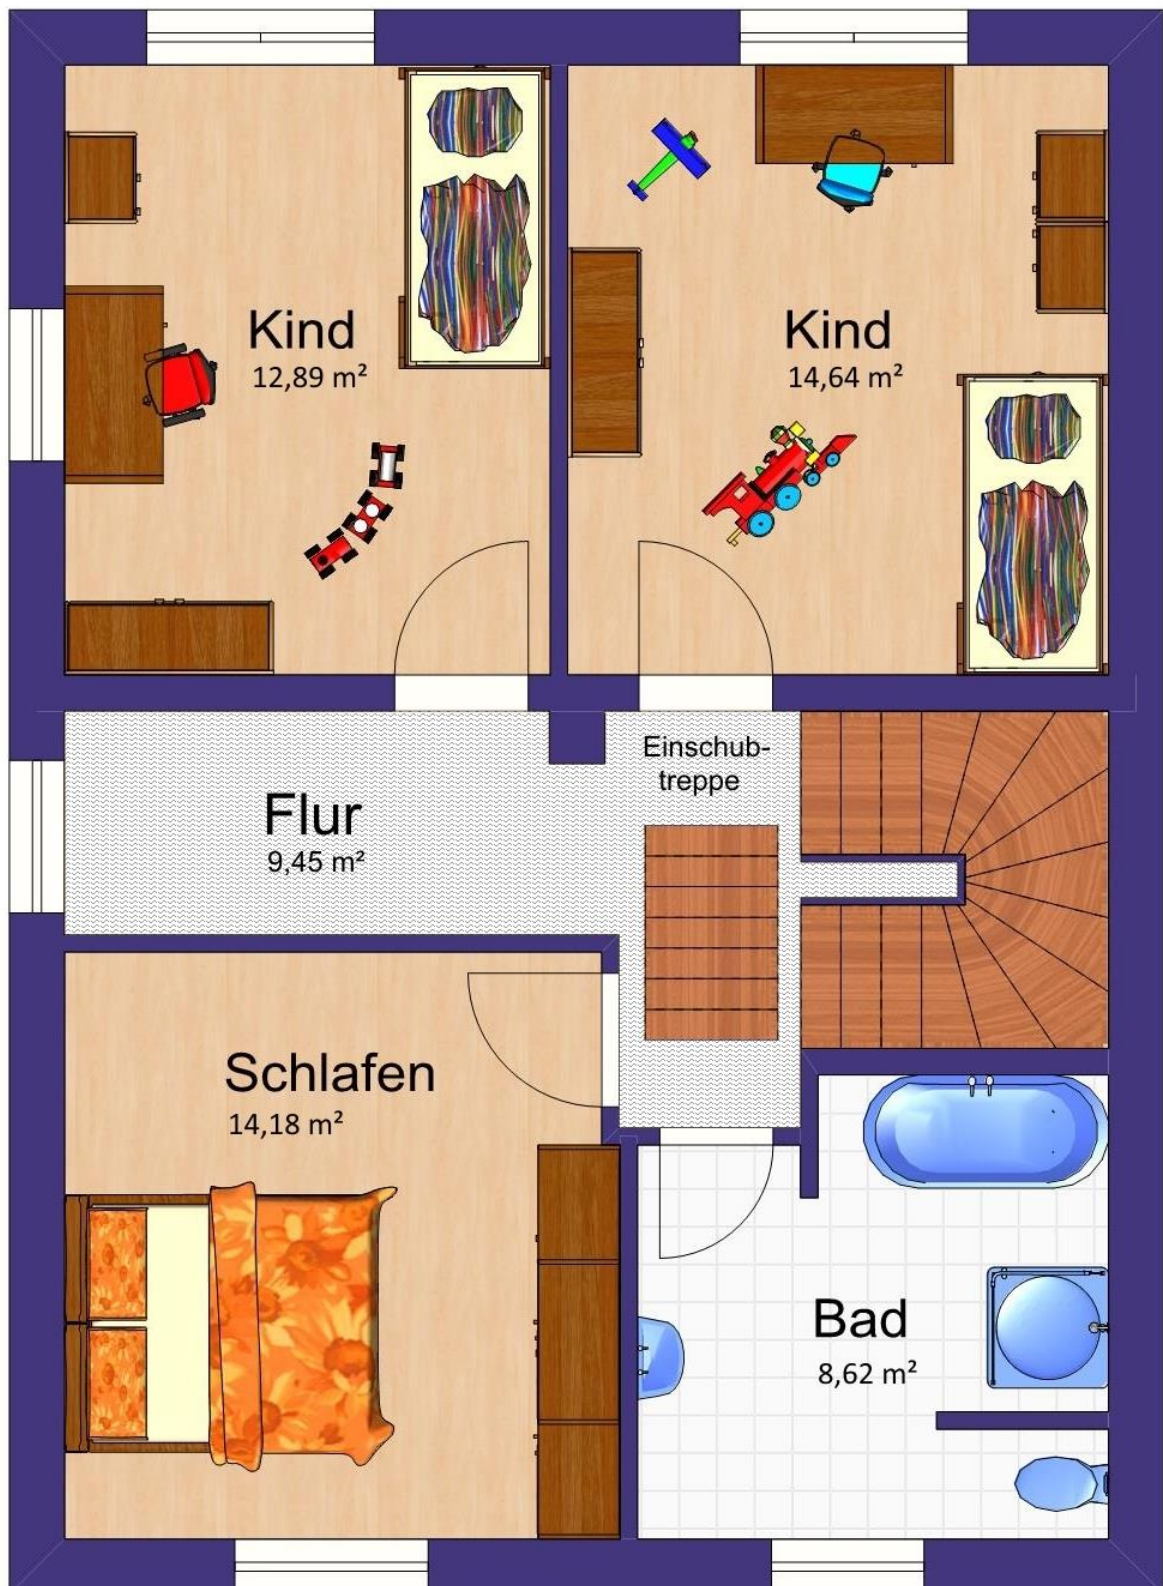 Kind
12,89 m²
Kind
14,64 m²
Einschub-
treppe
Flur
9,45 m²
Schlafen
14,18 m²
Bad
8,62 m²